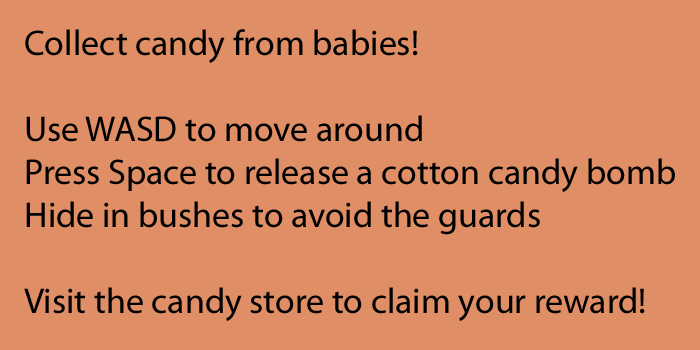 Collect candy from babies!
Use WASD to move around
Press Space to release a cotton candy bomb
Hide in bushes to avoid the guards
Visit the candy store to claim your reward!